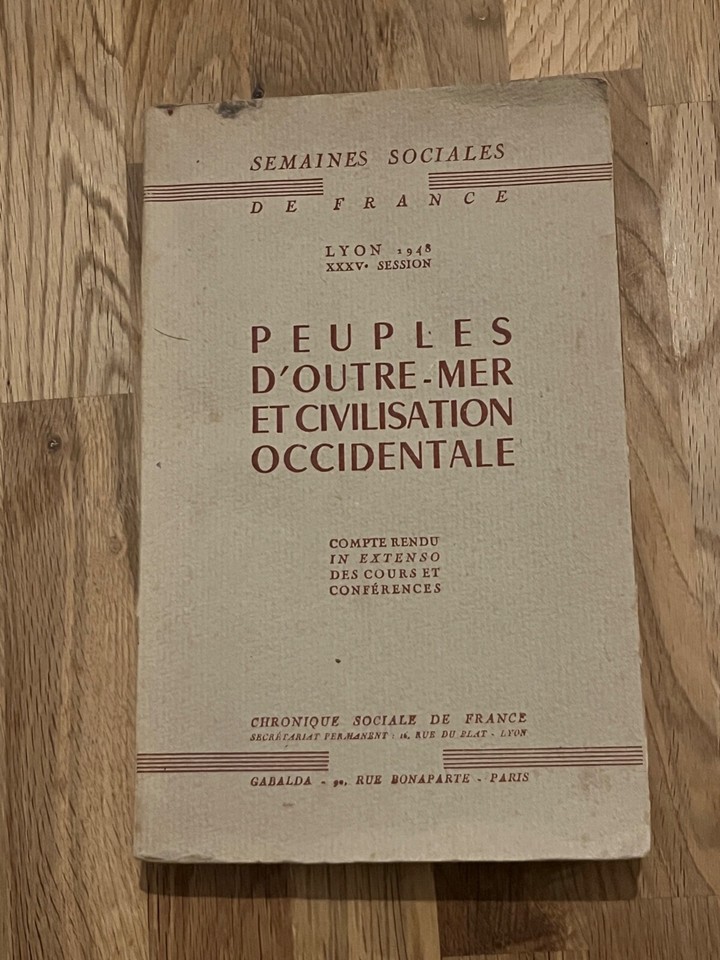 SEMAINES SOCIALES
DE FRANCE
LYON 1948
XXXVe SESSION
PEUPLES
D'OUTRE-MER
ET CIVILISATION
OCCIDENTALE
COMPTE RENDU
IN EXTENSO
DES COURS ET
CONFÉRENCES
CHRONIQUE SOCIALE DE FRANCE
SECRÉTARIAT PERMANENT : 16, RUE DU PLAT - LYON
GABALDA - 90, RUE BONAPARTE - PARIS